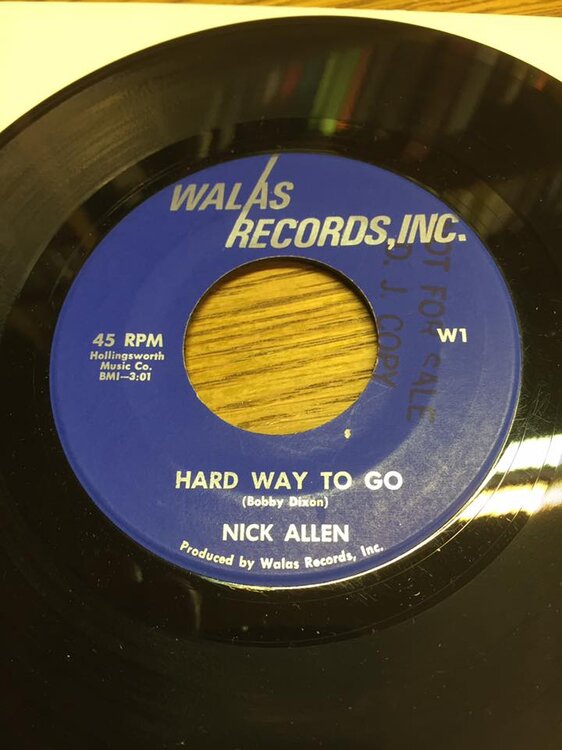 WALAS
RECORDS, INC.
45 RPM
Hollingsworth
Music Co.
BMI—3:01
W1
NOT FOR SALE
D. J. COPY
HARD WAY TO GO
(Bobby Dixon)
NICK ALLEN
Produced by Walas Records, Inc.